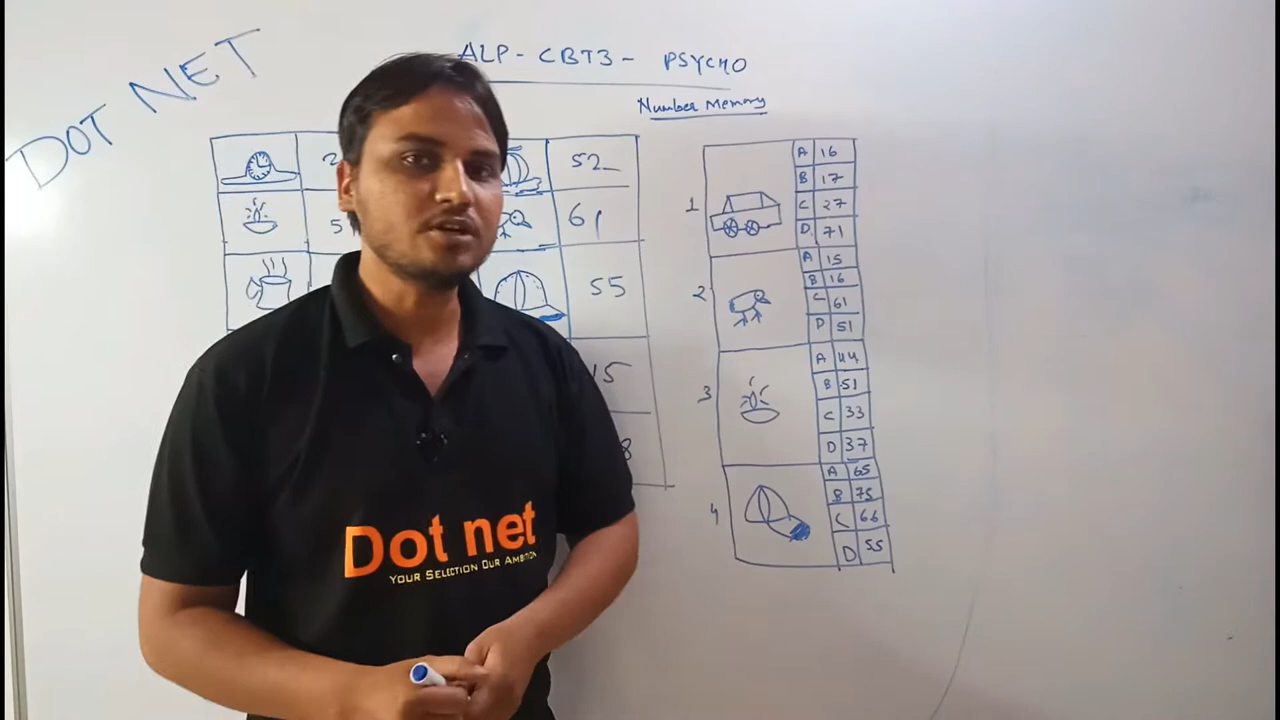 DOT NET
ALP - CBT3 - PSYCHO
Number Memory
52
61
55
15
1
A 16
B 17
C 27
D 71
2
A 15
B 16
C 61
D 51
3
A 44
B 51
C 33
D 37
4
A 65
B 75
C 66
D 55
Dot net
YOUR SELECTION OUR AMBITION